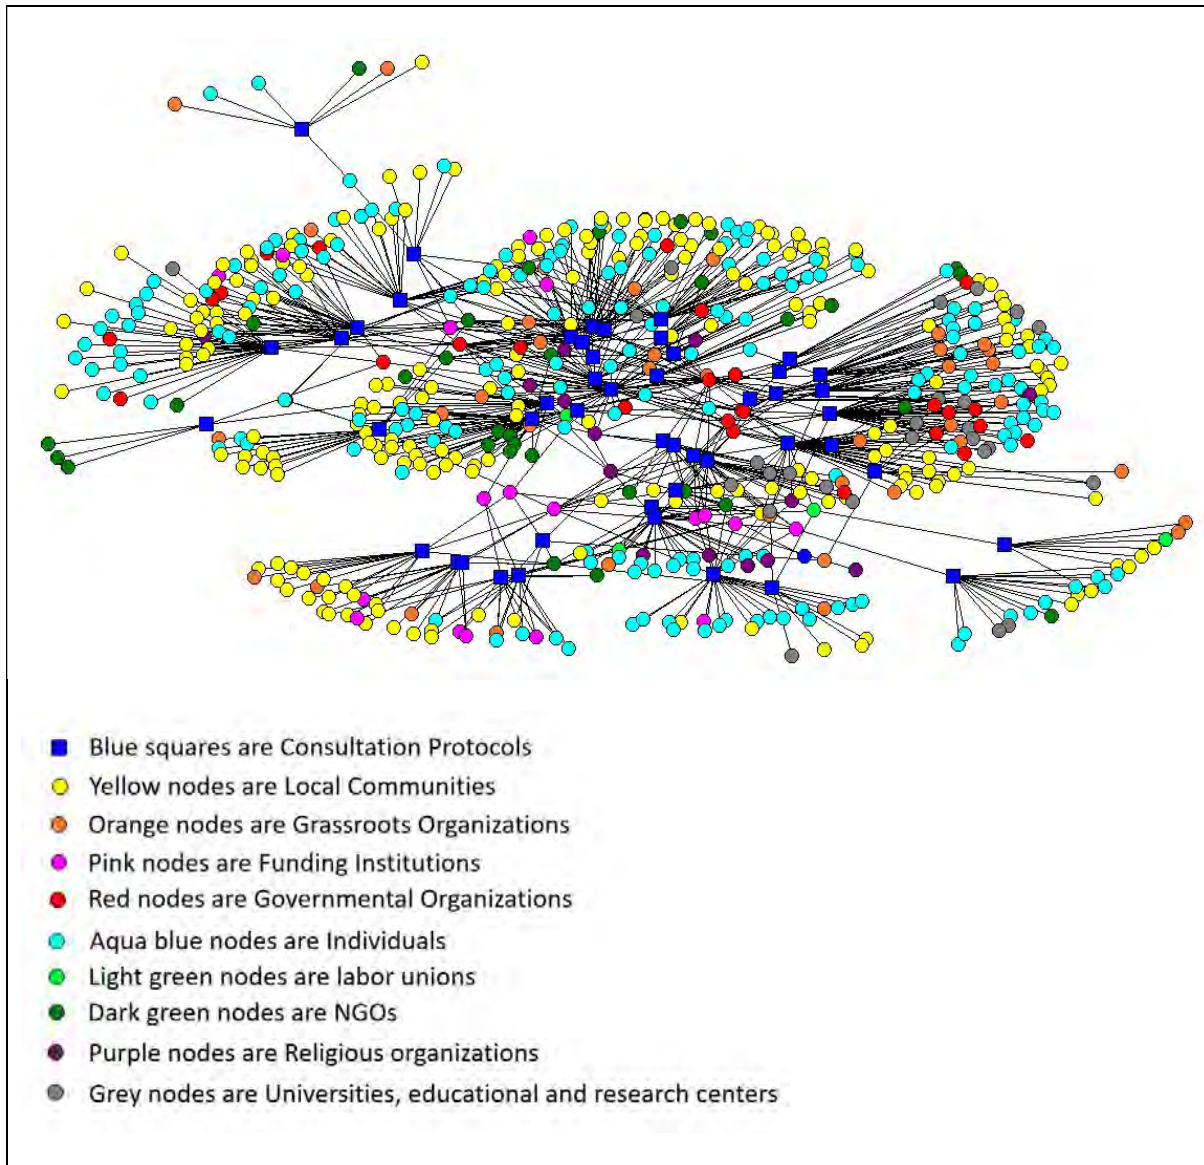 Blue squares are Consultation Protocols
Yellow nodes are Local Communities
Orange nodes are Grassroots Organizations
Pink nodes are Funding Institutions
Red nodes are Governmental Organizations
Aqua blue nodes are Individuals
Light green nodes are labor unions
Dark green nodes are NGOs
Purple nodes are Religious organizations
Grey nodes are Universities, educational and research centers